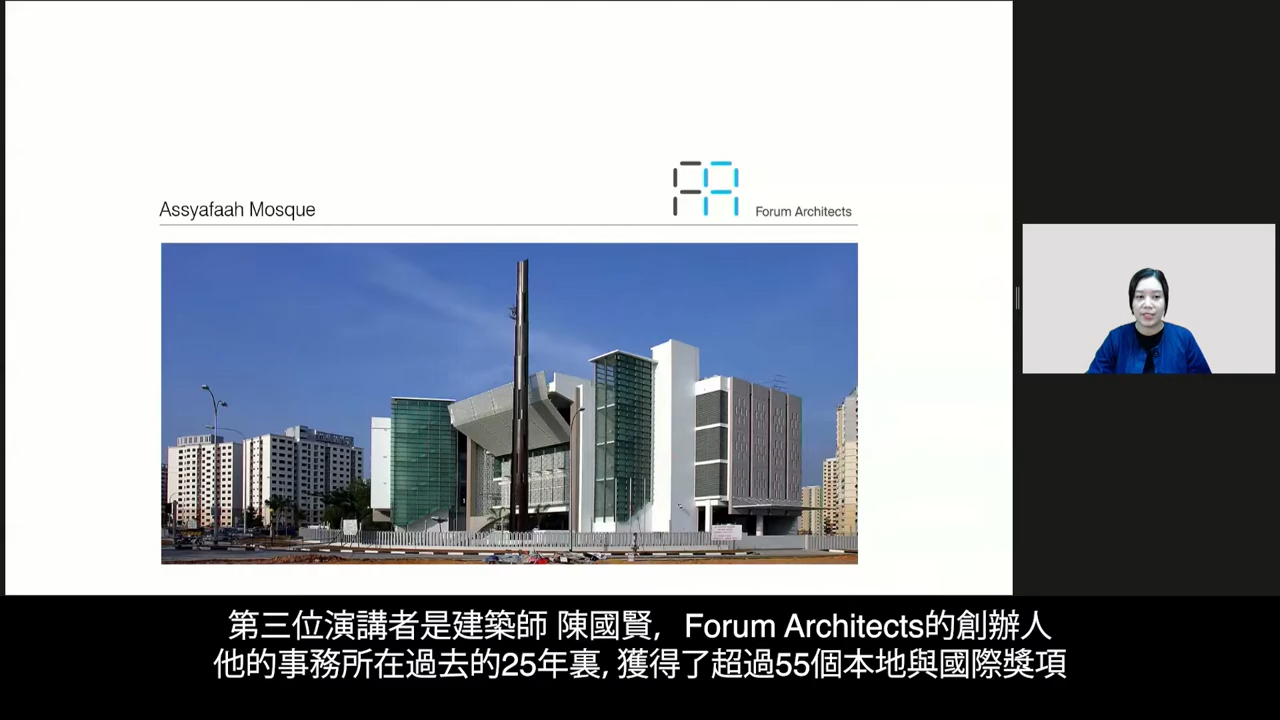 Assyafaah Mosque
FA
Forum Architects
第三位演講者是建築師 陳國賢, Forum Architects的創辦人
他的事務所在過去的25年裏, 獲得了超過55個本地與國際獎項